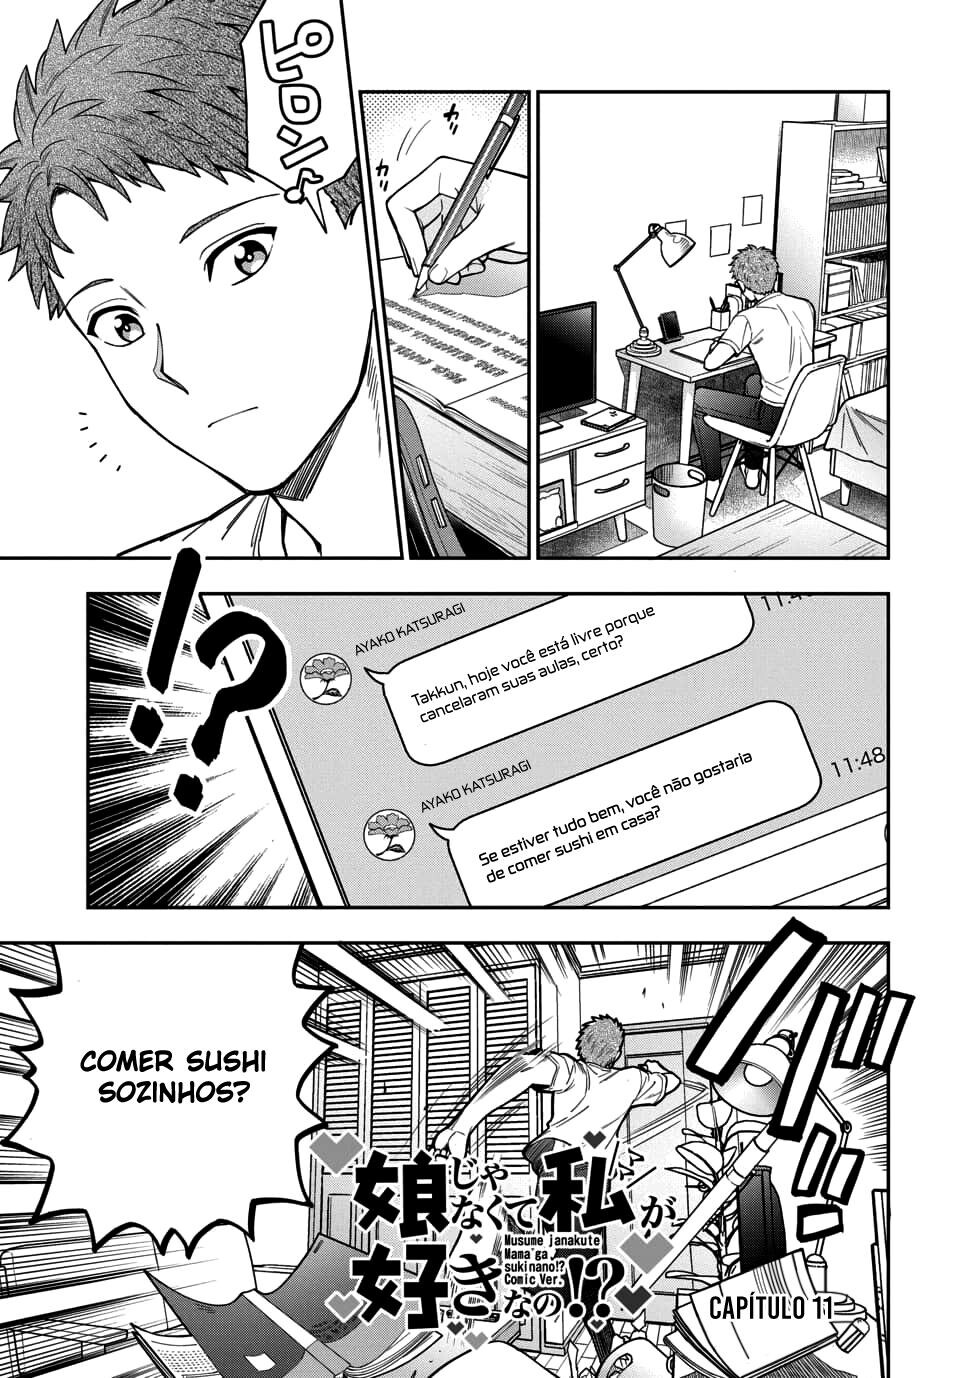 カリ
カリ
ピロンッ
AYAKO KATSURAGI
Takkun, hoje você está livre porque
cancelaram suas aulas, certo?
AYAKO KATSURAGI
11:48
Se estiver tudo bem, você não gostaria
de comer sushi em casa?
!?
COMER SUSHI
SOZINHOS?
娘じゃ
なくて私が
好きなの!?
Musume janakute
Mama ga
sukinano!?
Comic Ver.
CAPÍTULO 11